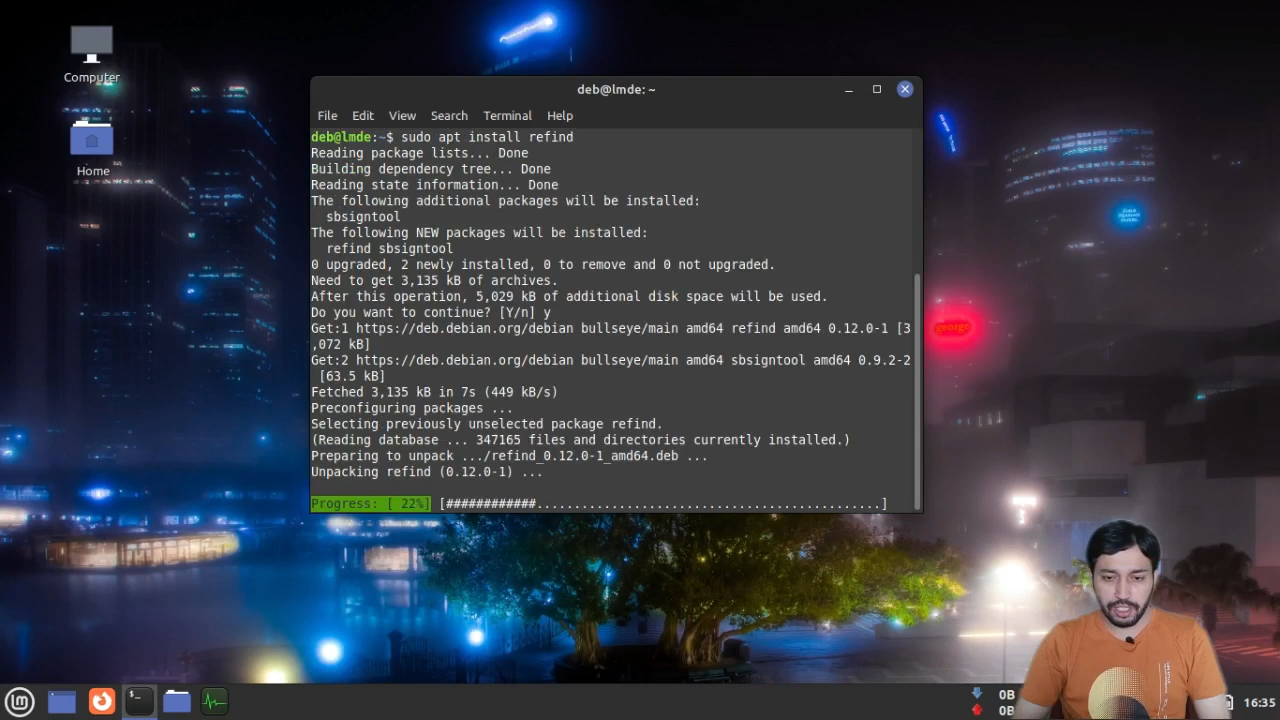 Computer
Home
deb@lmde: ~
File Edit View Search Terminal Help
deb@lmde:~$ sudo apt install refind
Reading package lists... Done
Building dependency tree... Done
Reading state information... Done
The following additional packages will be installed:
  sbsigntool
The following NEW packages will be installed:
  refind sbsigntool
0 upgraded, 2 newly installed, 0 to remove and 0 not upgraded.
Need to get 3,135 kB of archives.
After this operation, 5,029 kB of additional disk space will be used.
Do you want to continue? [Y/n] y
Get:1 https://deb.debian.org/debian bullseye/main amd64 refind amd64 0.12.0-1 [3
,072 kB]
Get:2 https://deb.debian.org/debian bullseye/main amd64 sbsigntool amd64 0.9.2-2
 [63.5 kB]
Fetched 3,135 kB in 7s (449 kB/s)
Preconfiguring packages ...
Selecting previously unselected package refind.
(Reading database ... 347165 files and directories currently installed.)
Preparing to unpack .../refind_0.12.0-1_amd64.deb ...
Unpacking refind (0.12.0-1) ...
Progress: [ 22%] [############..............................................]
george
0B
0B
16:35